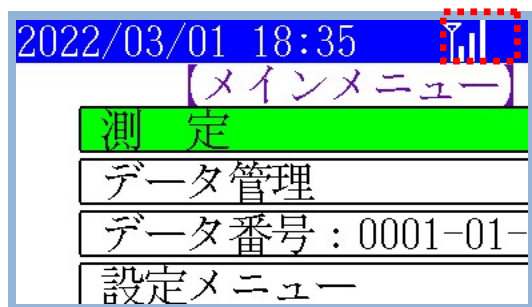 2022/03/01 18:35
メインメニュー
測 定
データ管理
データ番号：0001-01-
設定メニュー